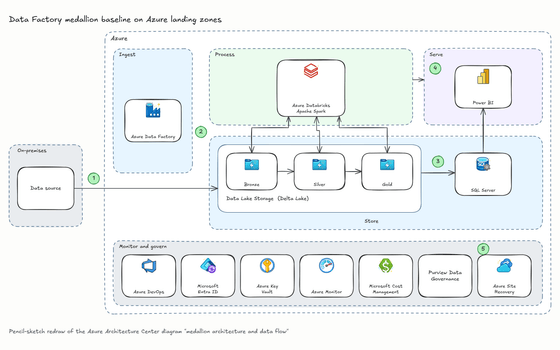 Data Factory medallion baseline on Azure landing zones
Azure
Ingest
Process
Serve
4
Azure Databricks
Apache Spark
Power BI
Azure Data Factory
2
On-premises
Data source
1
Bronze
Silver
Gold
3
SQL Server
Data Lake Storage (Delta Lake)
Store
Monitor and govern
5
Azure DevOps
Microsoft
Entra ID
Azure Key
Vault
Azure Monitor
Microsoft Cost
Management
Purview Data
Governance
Azure Site
Recovery
Pencil-sketch redraw of the Azure Architecture Center diagram "medallion architecture and data flow"